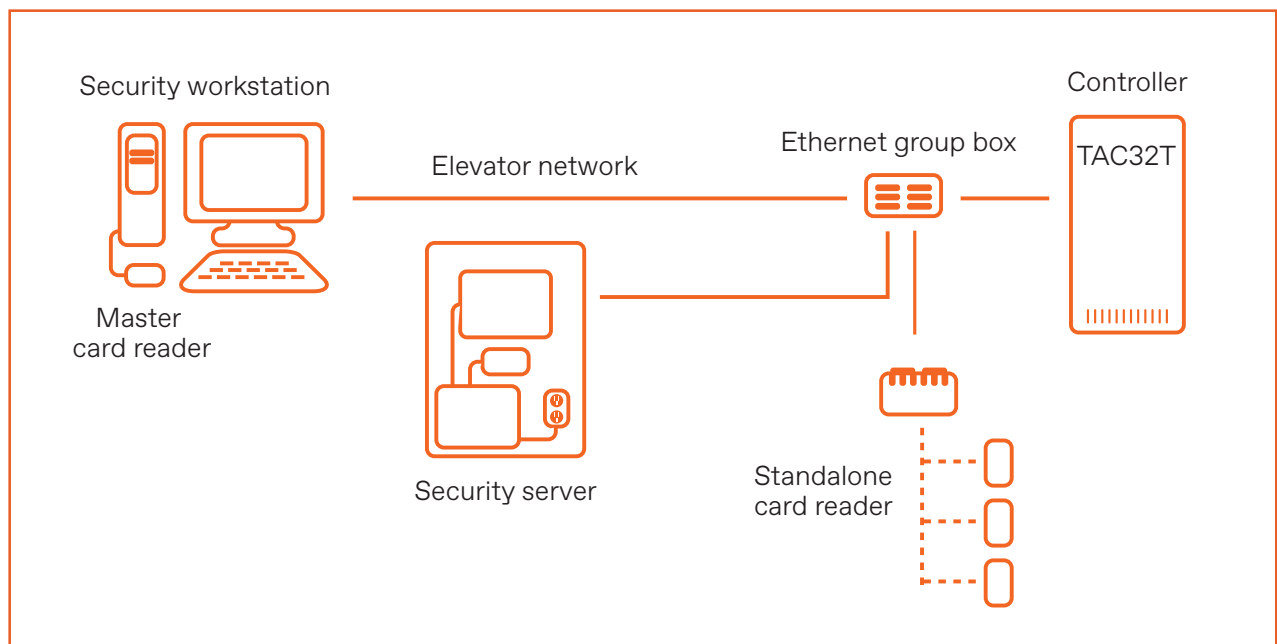 Security workstation
Controller
Ethernet group box
TAC32T
Elevator network
Master
card reader
Security server
Standalone
card reader